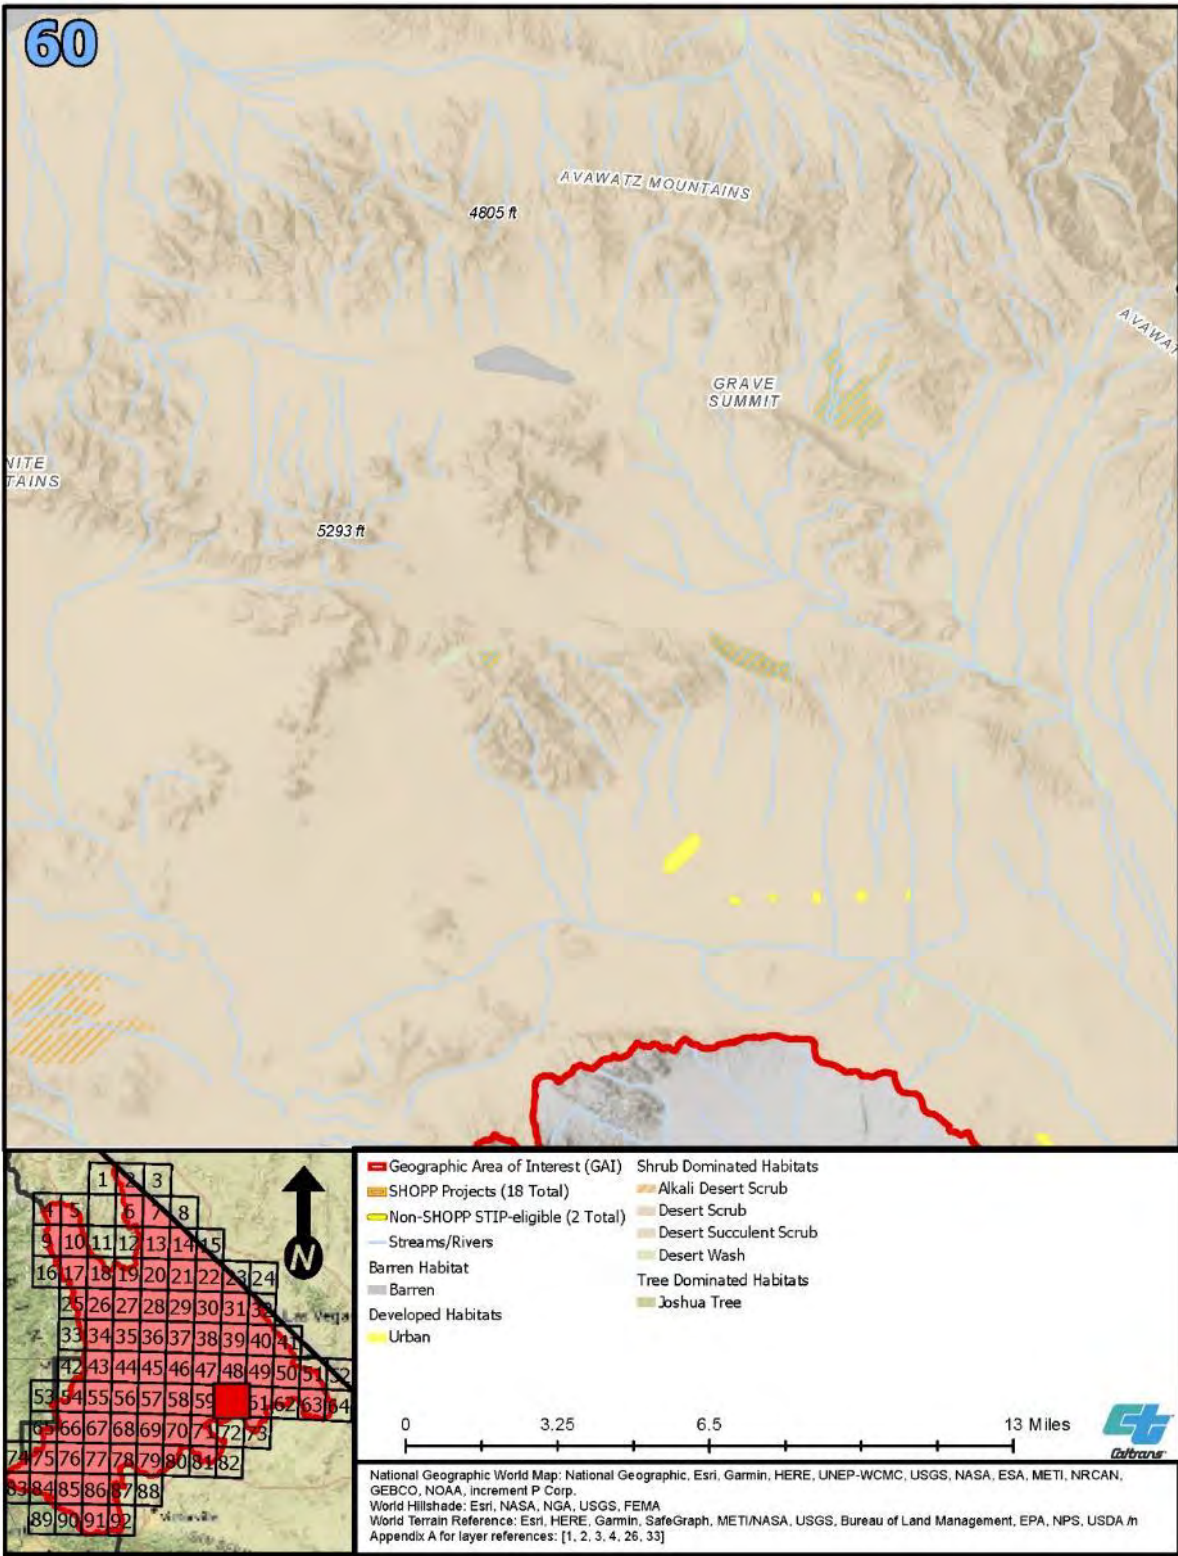 60
AVAWATZ MOUNTAINS
4805 ft
AVAWAT
GRAVE
SUMMIT
NITE
TAINS
5293 ft
1 2 3
4 5 6 7 8
9 10 11 12 13 14 15
16 17 18 19 20 21 22 23 24
25 26 27 28 29 30 31 32
Las Vega
33 34 35 36 37 38 39 40 41
42 43 44 45 46 47 48 49 50 51 52
53 54 55 56 57 58 59 61 62 63 64
65 66 67 68 69 70 71 72 73
74 75 76 77 78 79 80 81 82
83 84 85 86 87 88
89 90 91 92
Victorville
N
Geographic Area of Interest (GAI)
SHOPP Projects (18 Total)
Non-SHOPP STIP-eligible (2 Total)
Streams/Rivers
Barren Habitat
Barren
Developed Habitats
Urban
Shrub Dominated Habitats
Alkali Desert Scrub
Desert Scrub
Desert Succulent Scrub
Desert Wash
Tree Dominated Habitats
Joshua Tree
0 3.25 6.5 13 Miles
ct
Caltrans
National Geographic World Map: National Geographic, Esri, Garmin, HERE, UNEP-WCMC, USGS, NASA, ESA, METI, NRCAN,
GEBCO, NOAA, increment P Corp.
World Hillshade: Esri, NASA, NGA, USGS, FEMA
World Terrain Reference: Esri, HERE, Garmin, SafeGraph, METI/NASA, USGS, Bureau of Land Management, EPA, NPS, USDA /n
Appendix A for layer references: [1, 2, 3, 4, 26, 33]